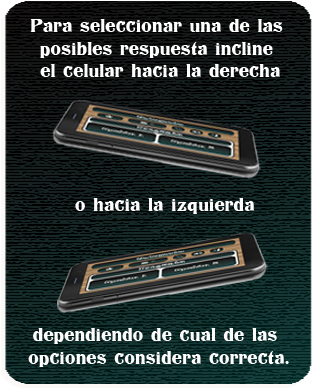 Para seleccionar una de las
posibles respuesta incline
el celular hacia la derecha
o hacia la izquierda
dependiendo de cual de las
opciones considera correcta.